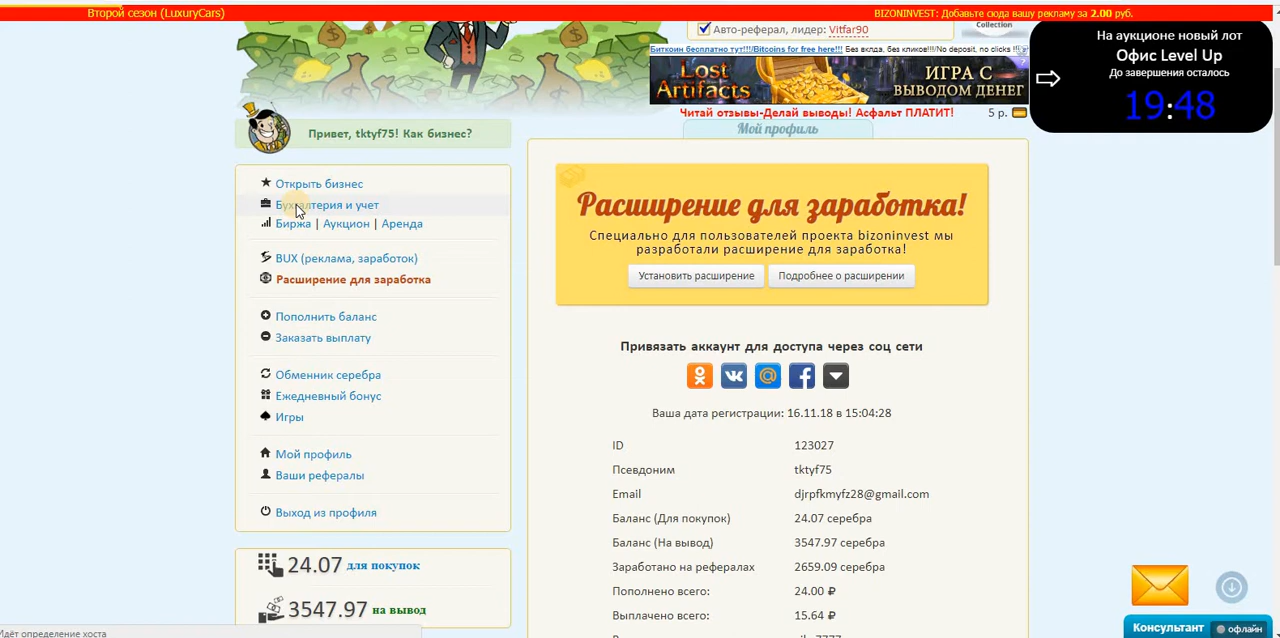 Второй сезон (LuxuryCars)
BIZONINVEST: Добавьте сюда вашу рекламу за 2.00 руб.
Авто-реферал, лидер: Vitfar90
Collection
Биткоин бесплатно тут!!!/Bitcoins for free here!!! Без вклда, без кликов!!!/No deposit, no clicks !!
Lost Artifacts
ИГРА С ВЫВОДОМ ДЕНЕГ
Читай отзывы-Делай выводы! Асфальт ПЛАТИТ!
5 р.
На аукционе новый лот
Офис Level Up
До завершения осталось
19:48
Привет, tktyf75! Как бизнес?
Мой профиль
Открыть бизнес
Бухгалтерия и учет
Биржа | Аукцион | Аренда
BUX (реклама, заработок)
Расширение для заработка
Пополнить баланс
Заказать выплату
Обменник серебра
Ежедневный бонус
Игры
Мой профиль
Ваши рефералы
Выход из профиля
24.07 для покупок
3547.97 на вывод
Расширение для заработка!
Специально для пользователей проекта bizoninvest мы
разработали расширение для заработка!
Установить расширение
Подробнее о расширении
Привязать аккаунт для доступа через соц сети
Ваша дата регистрации: 16.11.18 в 15:04:28
ID 123027
Псевдоним tktyf75
Email djrpfkmyfz28@gmail.com
Баланс (Для покупок) 24.07 серебра
Баланс (На вывод) 3547.97 серебра
Заработано на рефералах 2659.09 серебра
Пополнено всего: 24.00 ₽
Выплачено всего: 15.64 ₽
Консультант офлайн
Идёт определение хоста